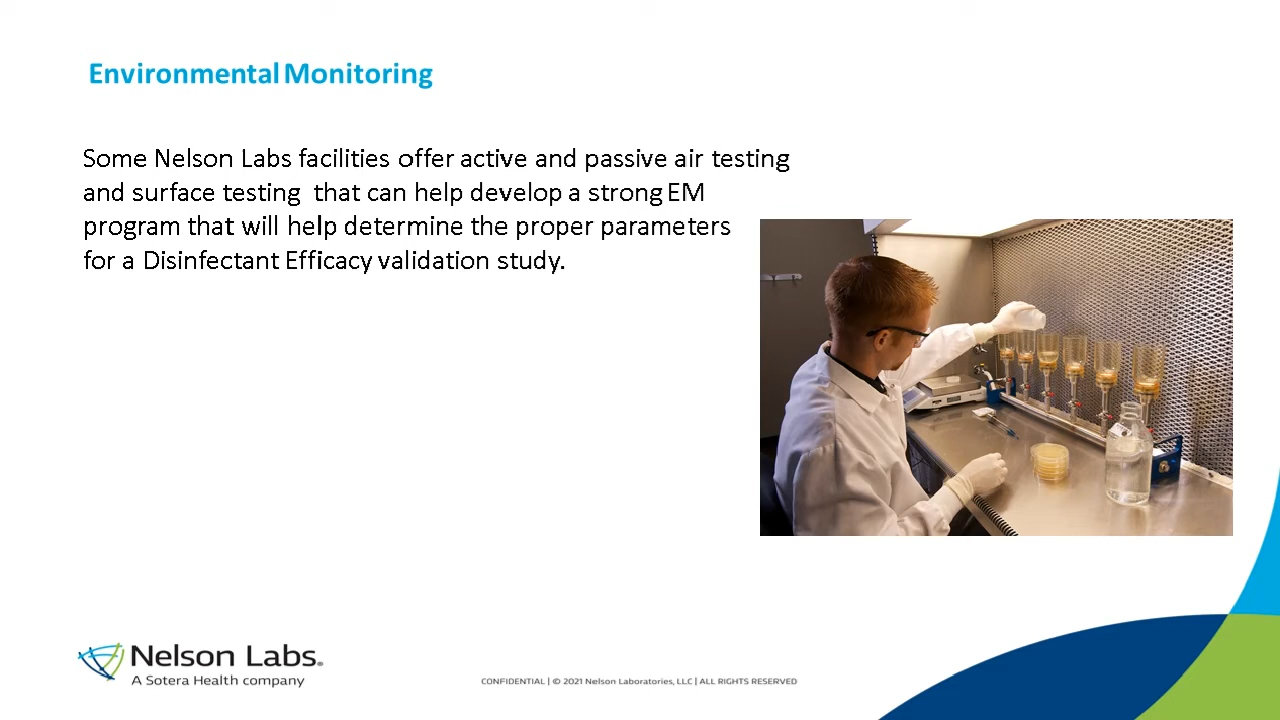 Environmental Monitoring
Some Nelson Labs facilities offer active and passive air testing
and surface testing that can help develop a strong EM
program that will help determine the proper parameters
for a Disinfectant Efficacy validation study.
Nelson Labs®
A Sotera Health company
CONFIDENTIAL | © 2021 Nelson Laboratories, LLC | ALL RIGHTS RESERVED